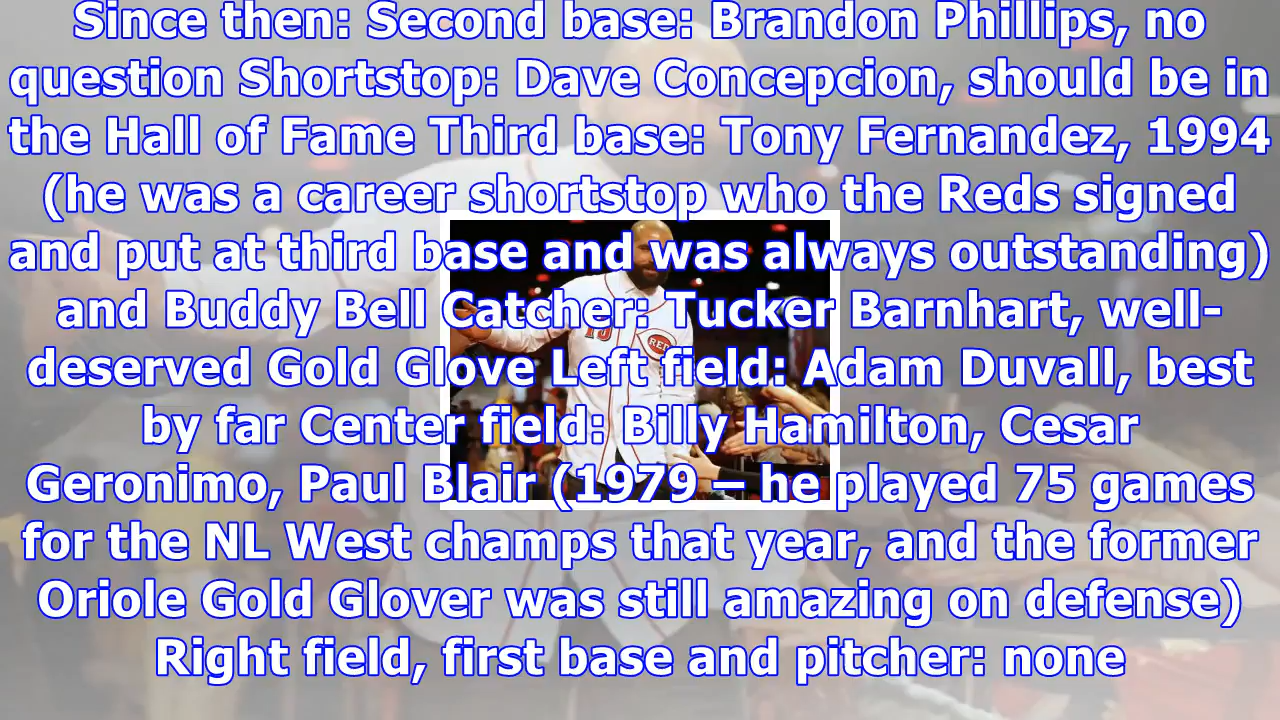 Since then: Second base: Brandon Phillips, no
question Shortstop: Dave Concepcion, should be in
the Hall of Fame Third base: Tony Fernandez, 1994
(he was a career shortstop who the Reds signed
and put at third base and was always outstanding)
and Buddy Bell Catcher: Tucker Barnhart, well-
deserved Gold Glove Left field: Adam Duvall, best
by far Center field: Billy Hamilton, Cesar
Geronimo, Paul Blair (1979 – he played 75 games
for the NL West champs that year, and the former
Oriole Gold Glover was still amazing on defense)
Right field, first base and pitcher: none